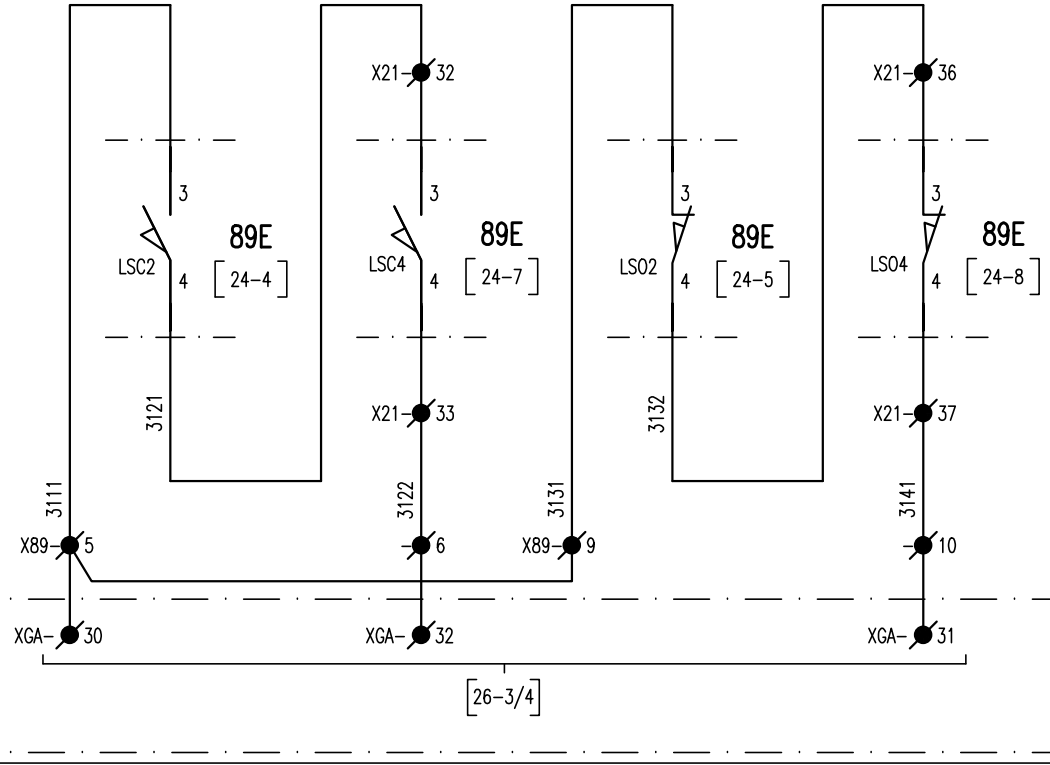 X21- 32
X21- 36
3
3
3
3
89E
89E
89E
89E
LSC2
LSC4
LSO2
LSO4
[24-4]
[24-7]
[24-5]
[24-8]
4
4
4
4
3121
3132
X21- 33
X21- 37
3111
3122
3131
3141
X89- 5
- 6
X89- 9
- 10
XGA- 30
XGA- 32
XGA- 31
[26-3/4]